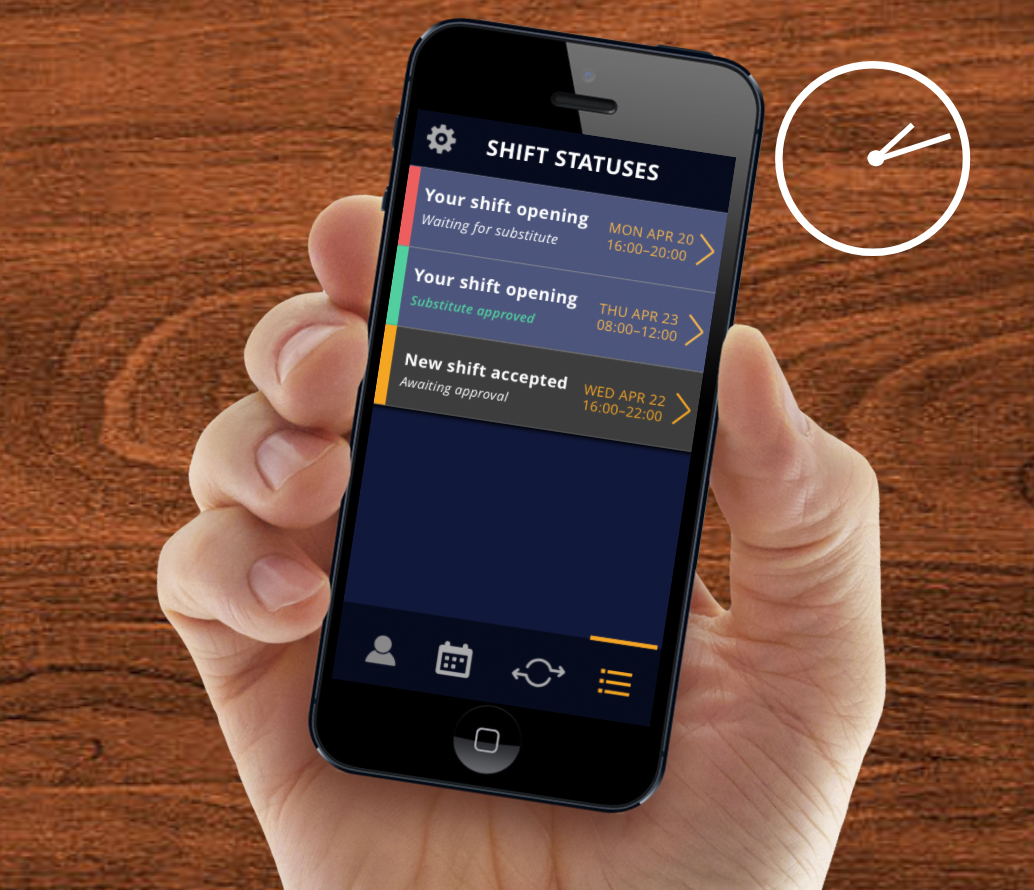 SHIFT STATUSES
Your shift opening
Waiting for substitute
MON APR 20
16:00–20:00
Your shift opening
Substitute approved
THU APR 23
08:00–12:00
New shift accepted
Awaiting approval
WED APR 22
16:00–22:00